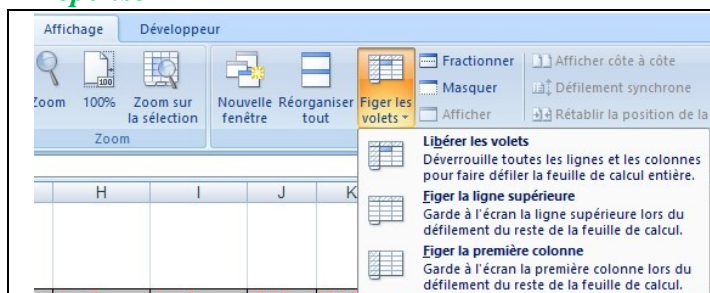 Affichage Développeur
Zoom 100% Zoom sur la sélection
Nouvelle fenêtre Réorganiser tout Figer les volets
Fractionner
Masquer
Afficher
Afficher côte à côte
Défilement synchrone
Rétablir la position de la
Zoom
Libérer les volets
Déverrouille toutes les lignes et les colonnes
pour faire défiler la feuille de calcul entière.
Figer la ligne supérieure
Garde à l'écran la ligne supérieure lors du
défilement du reste de la feuille de calcul.
Figer la première colonne
Garde à l'écran la première colonne lors du
défilement du reste de la feuille de calcul.
H I J K